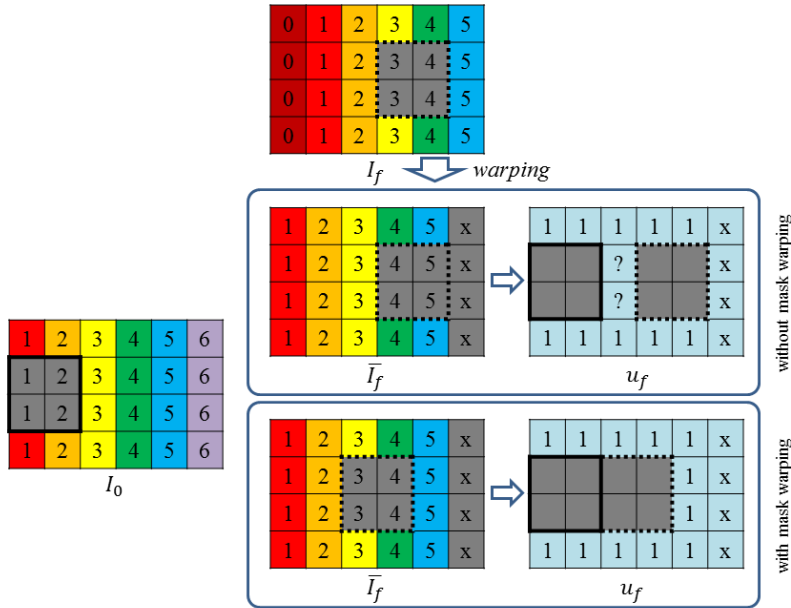 0 1 2 3 4 5
0 1 2 3 4 5
0 1 2 3 4 5
0 1 2 3 4 5
I_f
warping
1 2 3 4 5 x
1 2 3 4 5 x
1 2 3 4 5 x
1 2 3 4 5 x
\overline{I_f}
1 1 1 1 1 x
? x
? x
1 1 1 1 1 x
u_f
without mask warping
1 2 3 4 5 6
1 2 3 4 5 6
1 2 3 4 5 6
1 2 3 4 5 6
I_0
1 2 3 4 5 x
1 2 3 4 5 x
1 2 3 4 5 x
1 2 3 4 5 x
\overline{I_f}
1 1 1 1 1 x
1 x
1 x
1 1 1 1 1 x
u_f
with mask warping